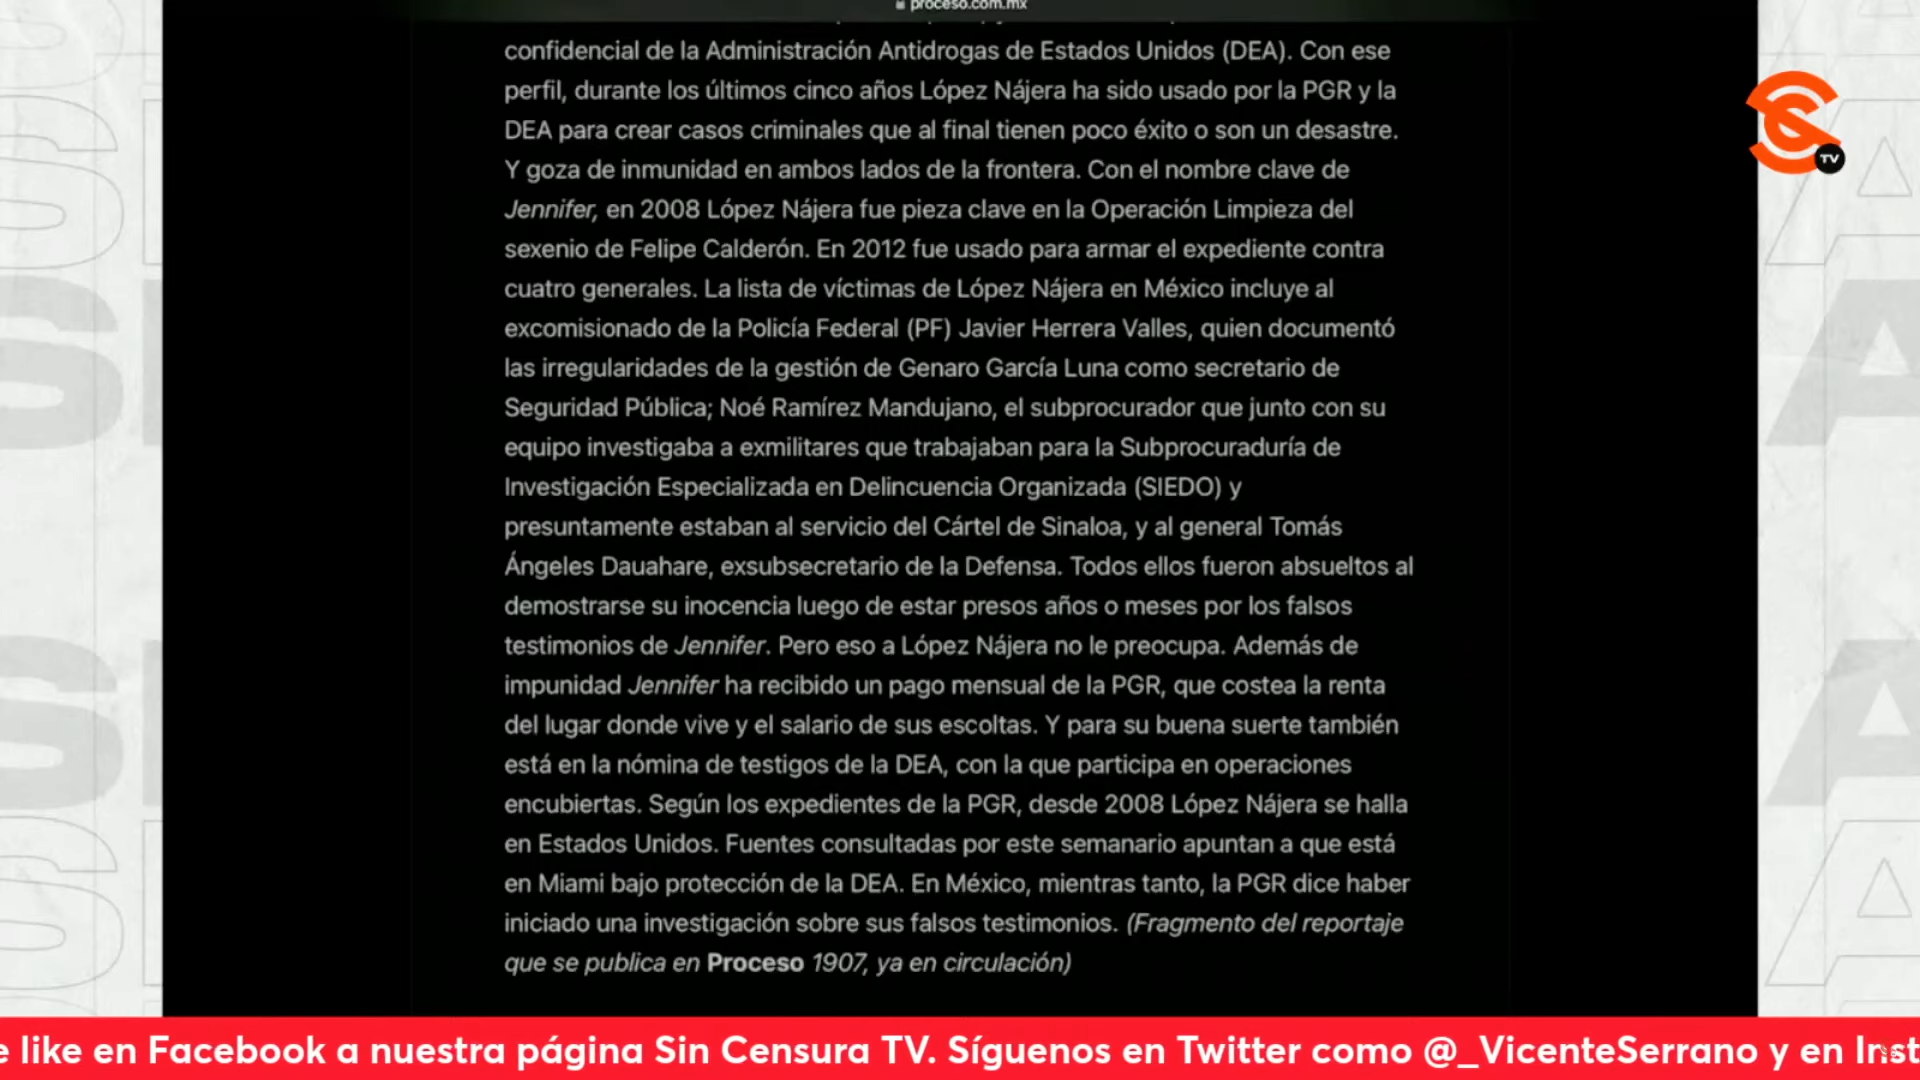 proceso.com.mx
confidencial de la Administración Antidrogas de Estados Unidos (DEA). Con ese
perfil, durante los últimos cinco años López Nájera ha sido usado por la PGR y la
DEA para crear casos criminales que al final tienen poco éxito o son un desastre.
Y goza de inmunidad en ambos lados de la frontera. Con el nombre clave de
Jennifer, en 2008 López Nájera fue pieza clave en la Operación Limpieza del
sexenio de Felipe Calderón. En 2012 fue usado para armar el expediente contra
cuatro generales. La lista de víctimas de López Nájera en México incluye al
excomisionado de la Policía Federal (PF) Javier Herrera Valles, quien documentó
las irregularidades de la gestión de Genaro García Luna como secretario de
Seguridad Pública; Noé Ramírez Mandujano, el subprocurador que junto con su
equipo investigaba a exmilitares que trabajaban para la Subprocuraduría de
Investigación Especializada en Delincuencia Organizada (SIEDO) y
presuntamente estaban al servicio del Cártel de Sinaloa, y al general Tomás
Ángeles Dauahare, exsubsecretario de la Defensa. Todos ellos fueron absueltos al
demostrarse su inocencia luego de estar presos años o meses por los falsos
testimonios de Jennifer. Pero eso a López Nájera no le preocupa. Además de
impunidad Jennifer ha recibido un pago mensual de la PGR, que costea la renta
del lugar donde vive y el salario de sus escoltas. Y para su buena suerte también
está en la nómina de testigos de la DEA, con la que participa en operaciones
encubiertas. Según los expedientes de la PGR, desde 2008 López Nájera se halla
en Estados Unidos. Fuentes consultadas por este semanario apuntan a que está
en Miami bajo protección de la DEA. En México, mientras tanto, la PGR dice haber
iniciado una investigación sobre sus falsos testimonios. (Fragmento del reportaje
que se publica en Proceso 1907, ya en circulación)
TV
e like en Facebook a nuestra página Sin Censura TV. Síguenos en Twitter como @_VicenteSerrano y en Inst